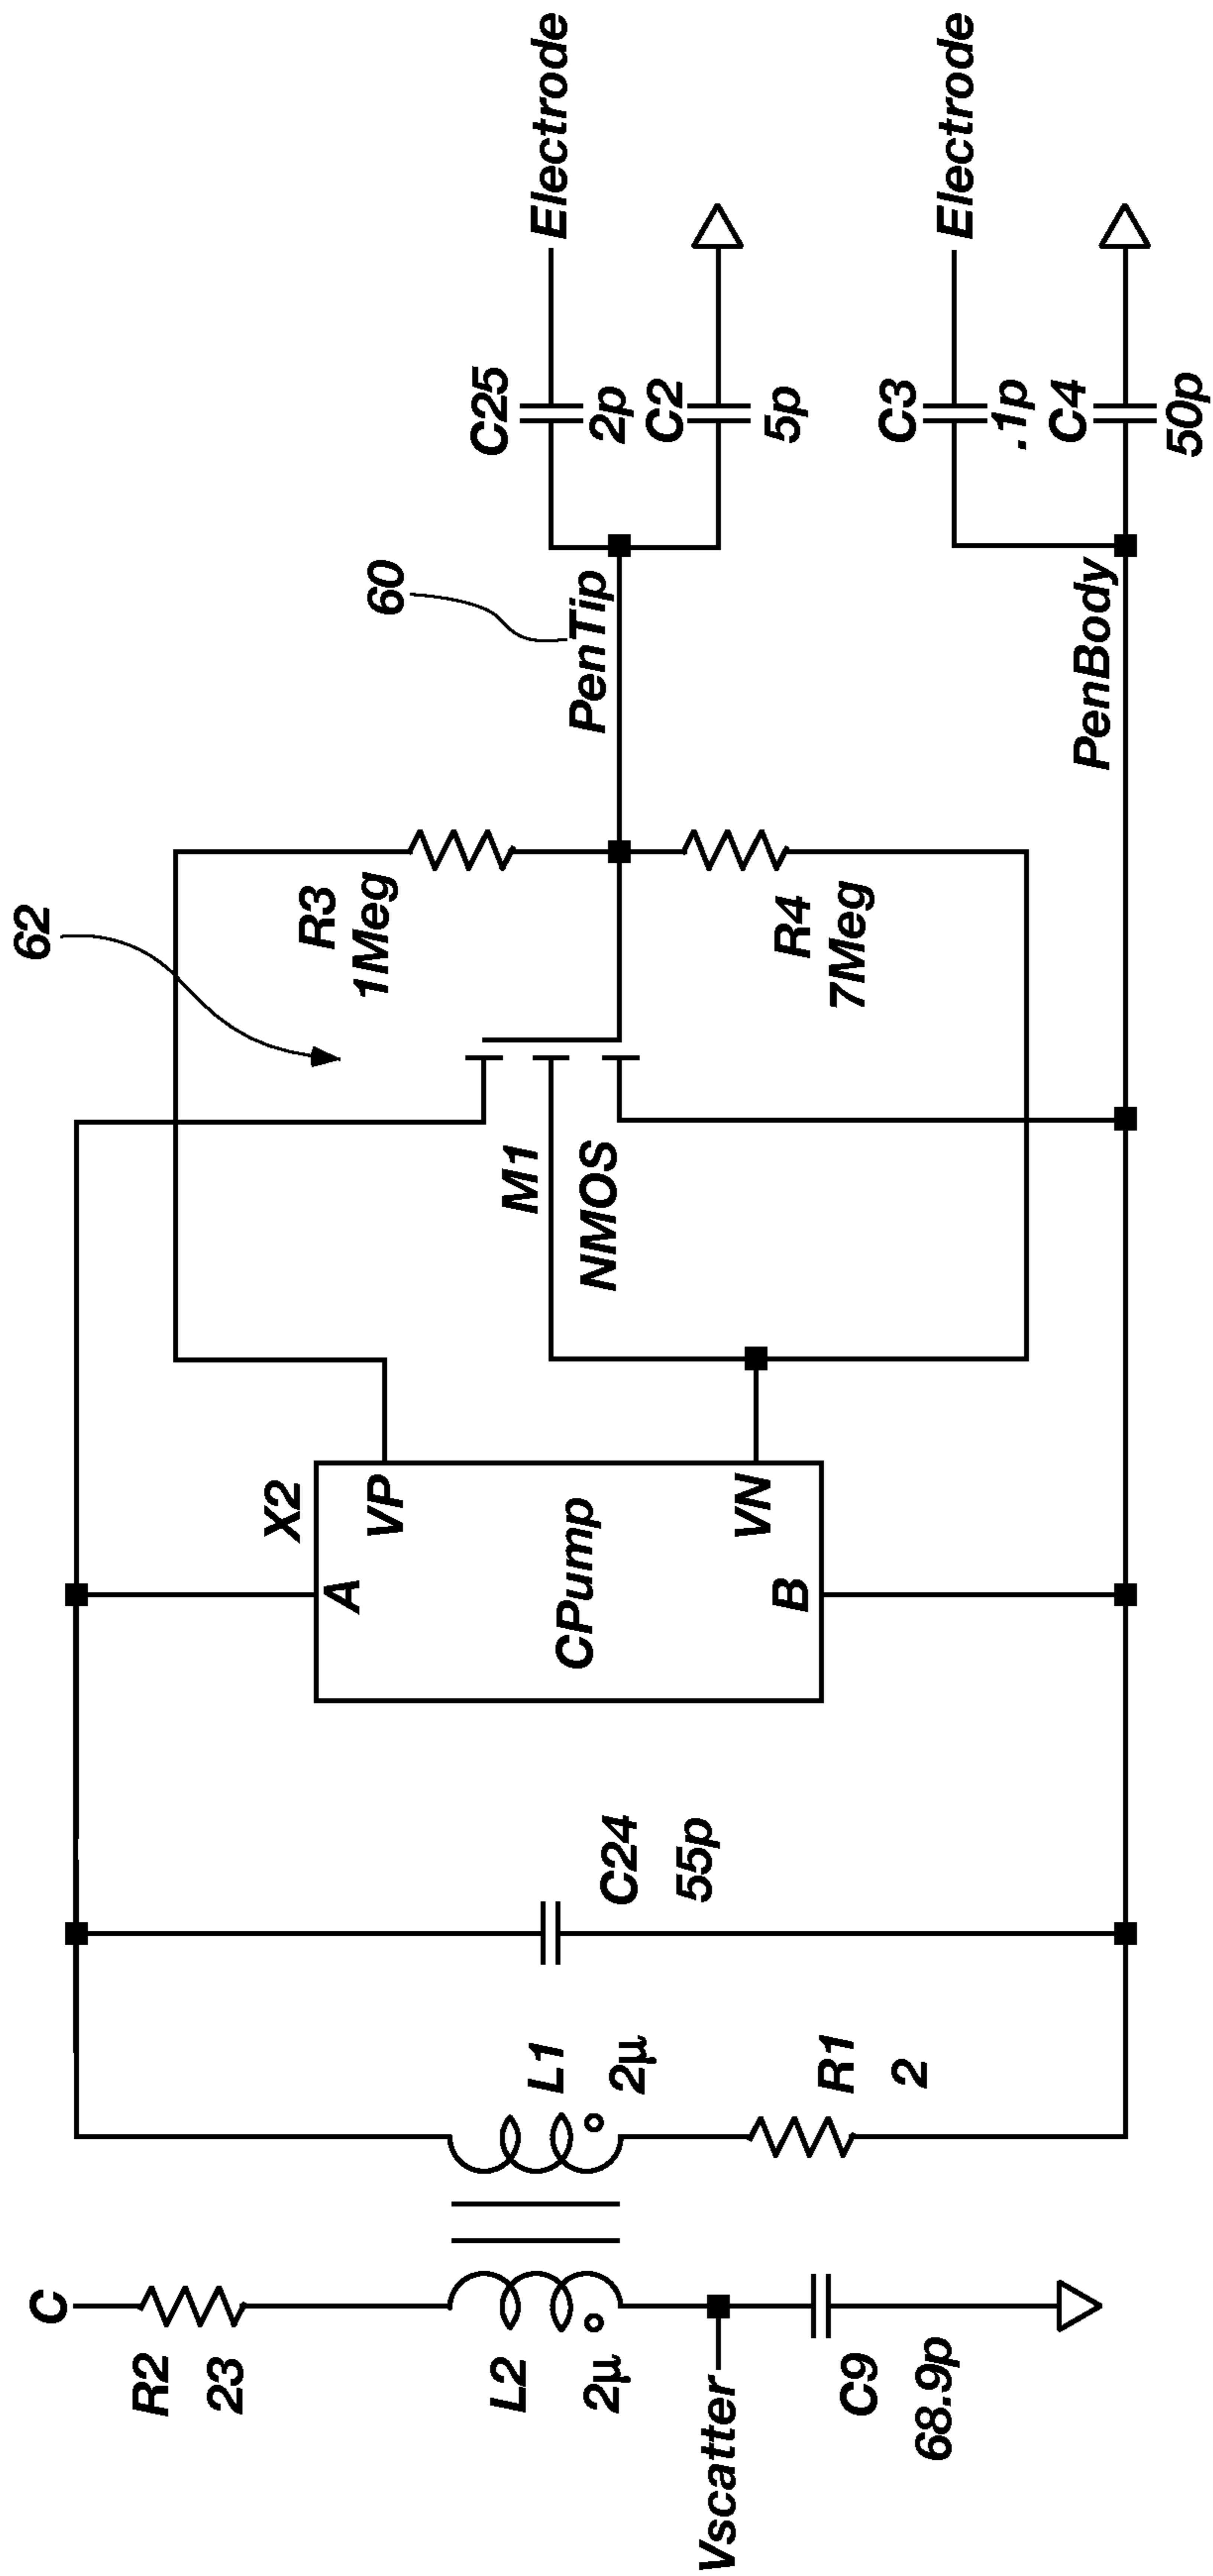 C
R2
23
L2
2µ
Vscatter
C9
68.9p
L1
2µ
R1
2
C24
55p
X2
A
VP
CPump
VN
B
62
M1
NMOS
R3
1Meg
R4
7Meg
60
PenTip
PenBody
C25
2p
C2
5p
C3
.1p
C4
50p
Electrode
Electrode